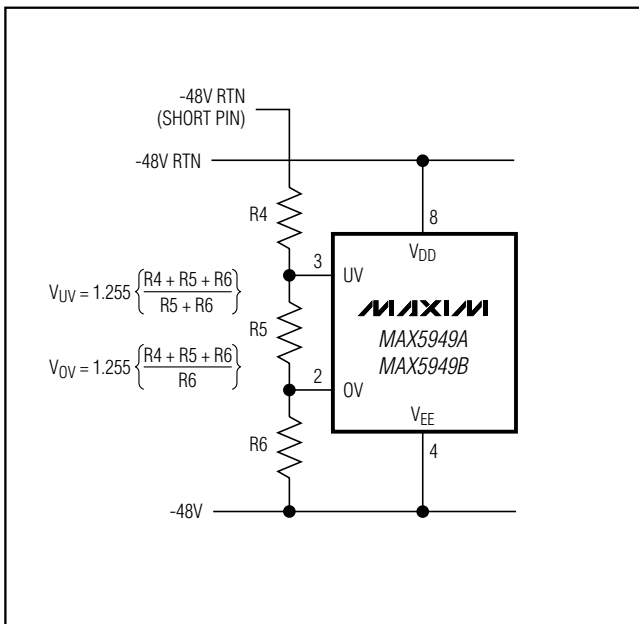 -48V RTN
(SHORT PIN)
-48V RTN
R4
8
V_DD
3
UV
V_UV = 1.255 { (R4 + R5 + R6) / (R5 + R6) }
R5
MAXIM
MAX5949A
MAX5949B
V_OV = 1.255 { (R4 + R5 + R6) / R6 }
2
OV
R6
V_EE
4
-48V